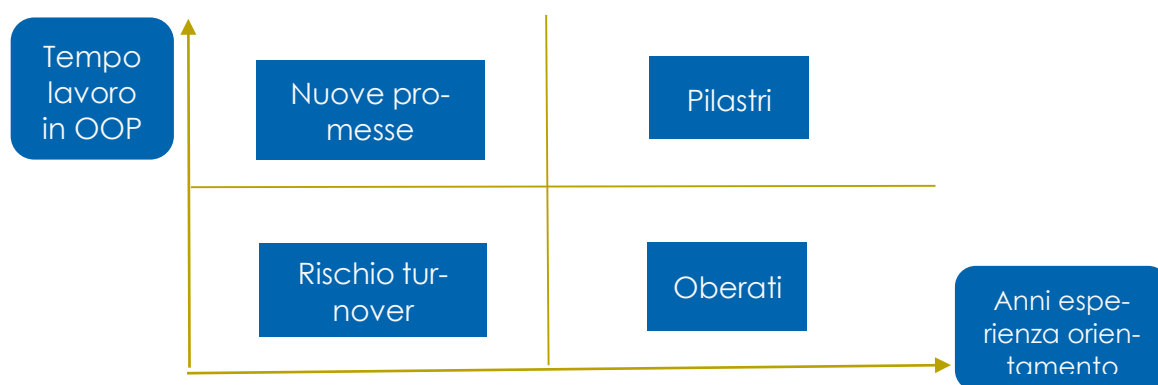 Tempo
lavoro
in OOP
Nuove pro-
messe
Pilastri
Rischio tur-
nover
Oberati
Anni espe-
rienza orien-
tamento